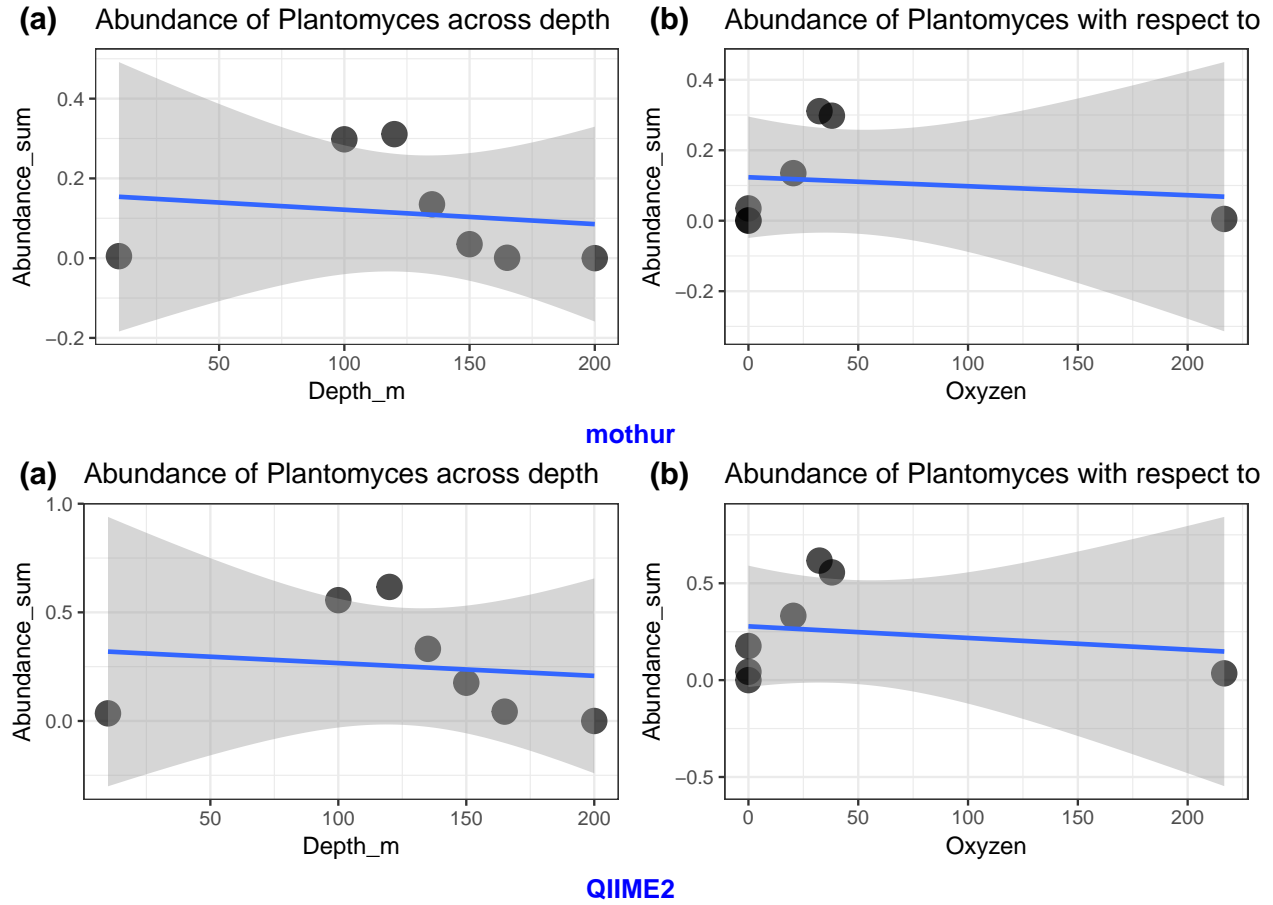 (a) Abundance of Plantomyces across depth
(b) Abundance of Plantomyces with respect to
Abundance_sum
0.4
0.2
0.0
−0.2
50 100 150 200
Depth_m
Abundance_sum
0.4
0.2
0.0
−0.2
0 50 100 150 200
Oxyzen
mothur
(a) Abundance of Plantomyces across depth
(b) Abundance of Plantomyces with respect to
Abundance_sum
1.0
0.5
0.0
50 100 150 200
Depth_m
Abundance_sum
0.5
0.0
−0.5
0 50 100 150 200
Oxyzen
QIIME2